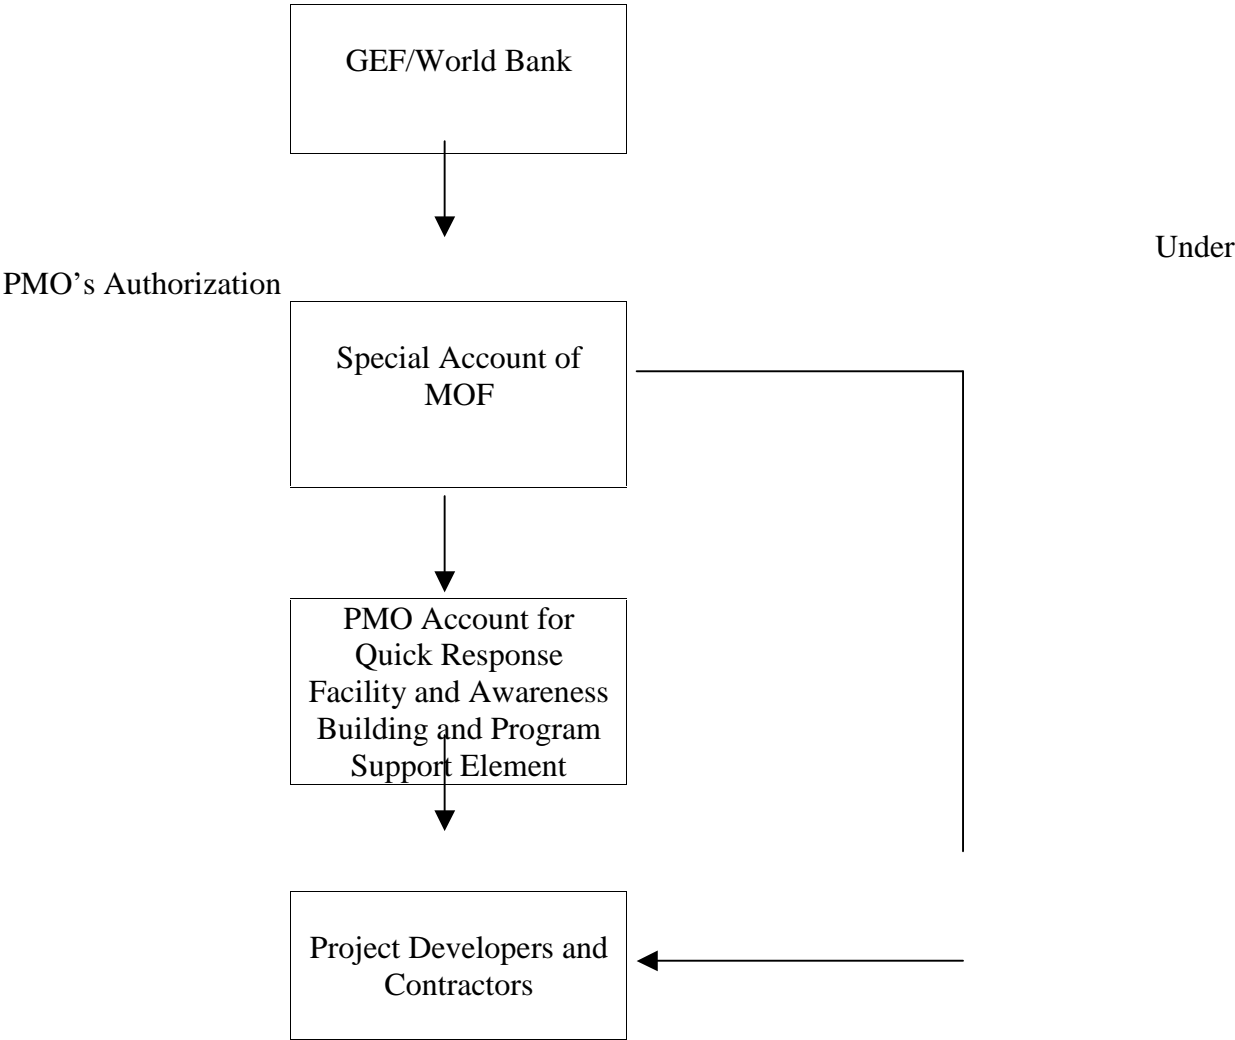 GEF/World Bank
Under
PMO’s Authorization
Special Account of
MOF
PMO Account for
Quick Response
Facility and Awareness
Building and Program
Support Element
Project Developers and
Contractors